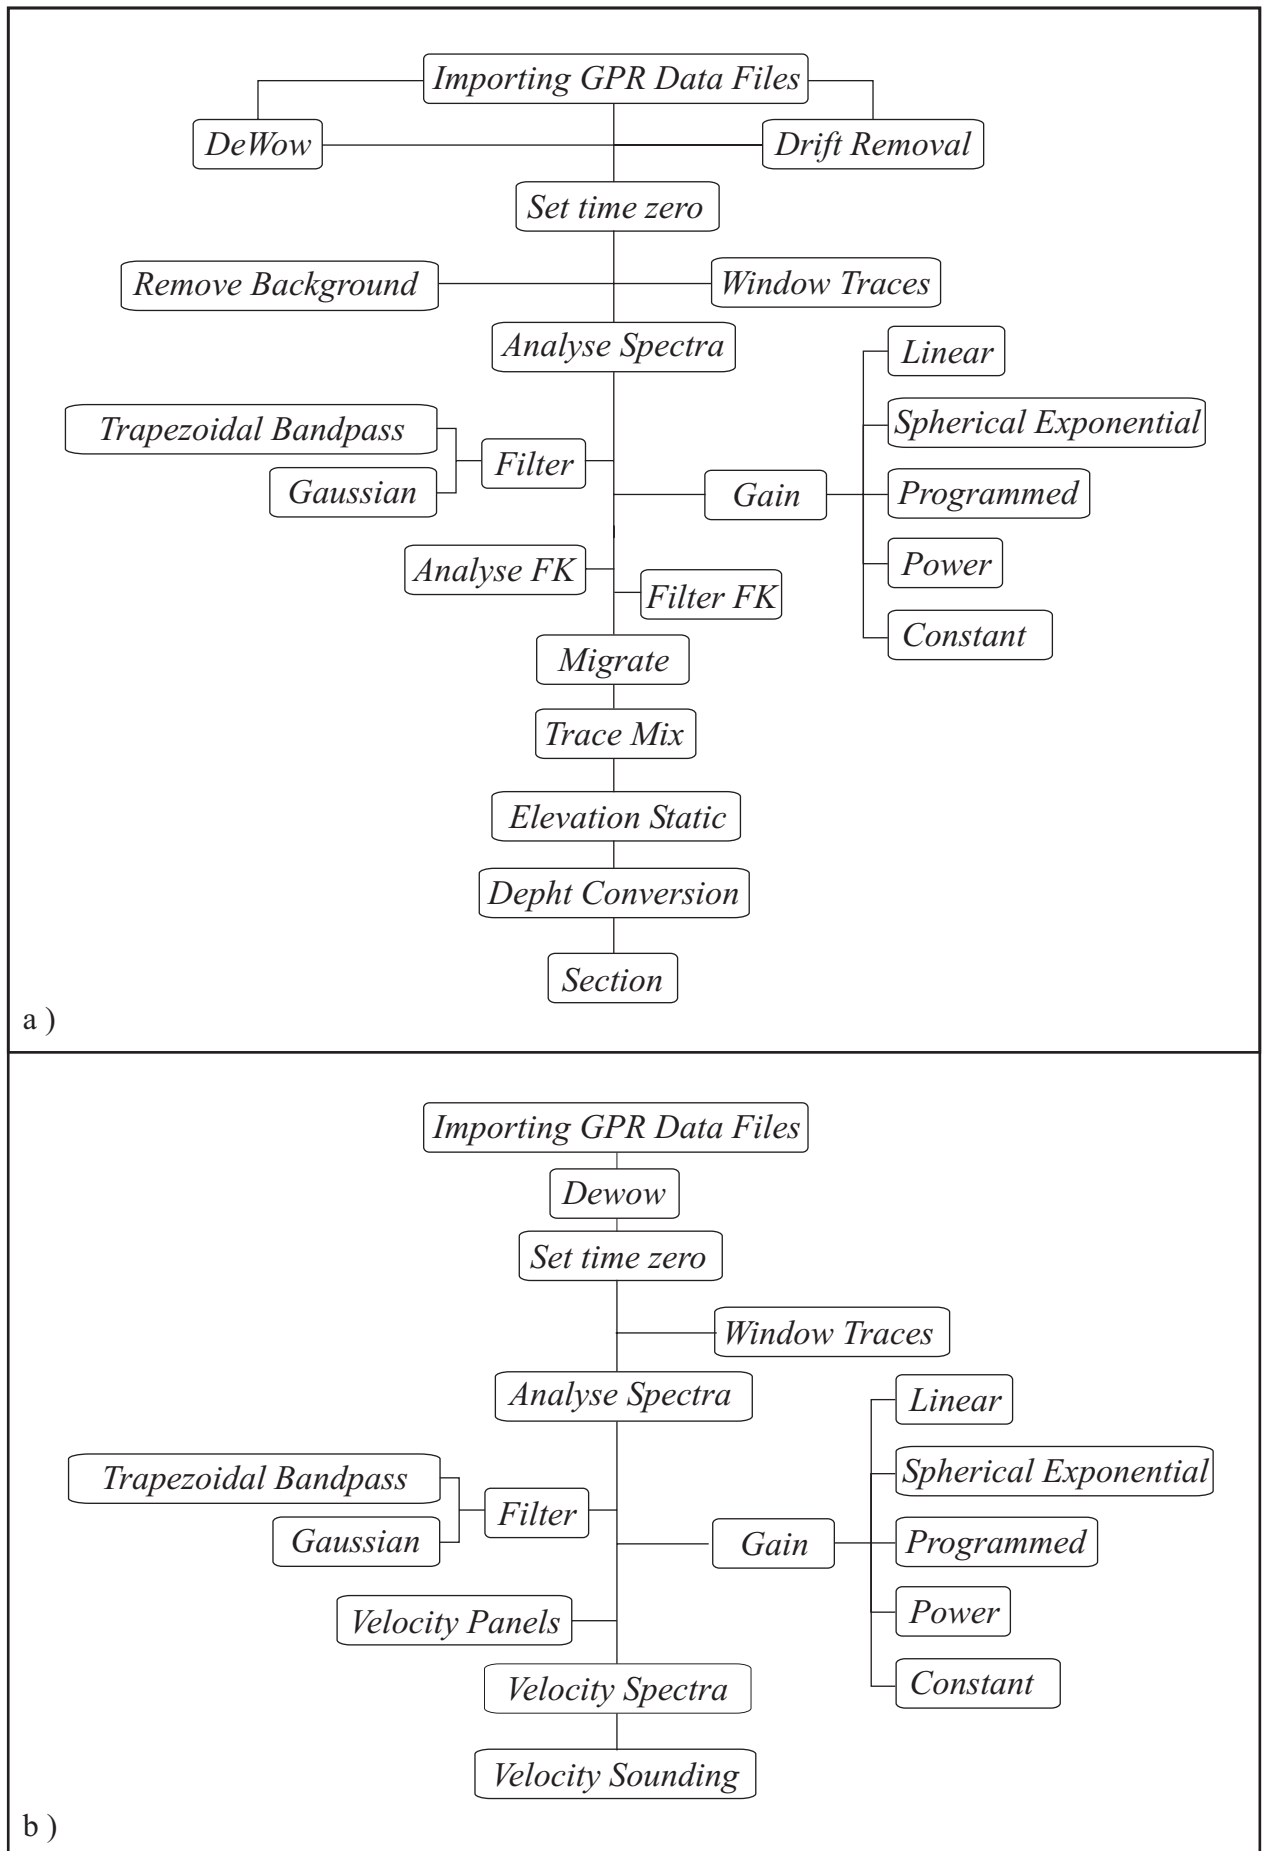 Importing GPR Data Files
DeWow
Drift Removal
Set time zero
Remove Background
Window Traces
Analyse Spectra
Linear
Trapezoidal Bandpass
Spherical Exponential
Filter
Gaussian
Gain
Programmed
Analyse FK
Power
Filter FK
Constant
Migrate
Trace Mix
Elevation Static
Depht Conversion
Section
a )
Importing GPR Data Files
Dewow
Set time zero
Window Traces
Analyse Spectra
Linear
Trapezoidal Bandpass
Spherical Exponential
Filter
Gaussian
Gain
Programmed
Velocity Panels
Power
Velocity Spectra
Constant
Velocity Sounding
b )